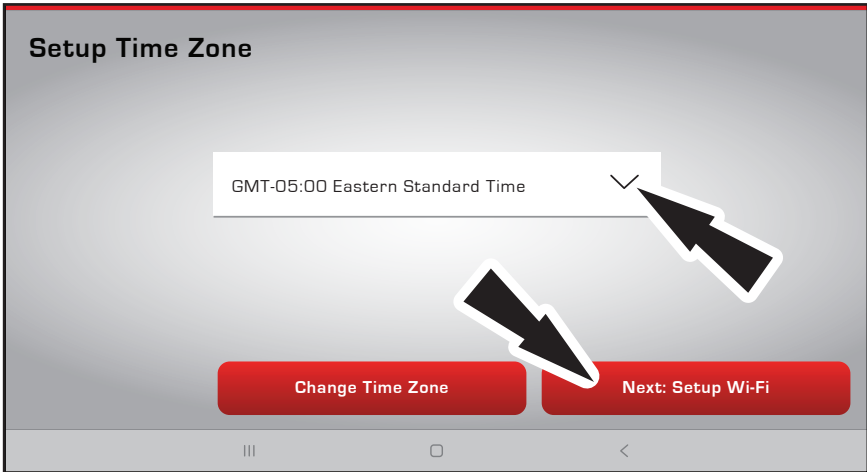 Setup Time Zone
GMT-05:00 Eastern Standard Time
Change Time Zone
Next: Setup Wi-Fi